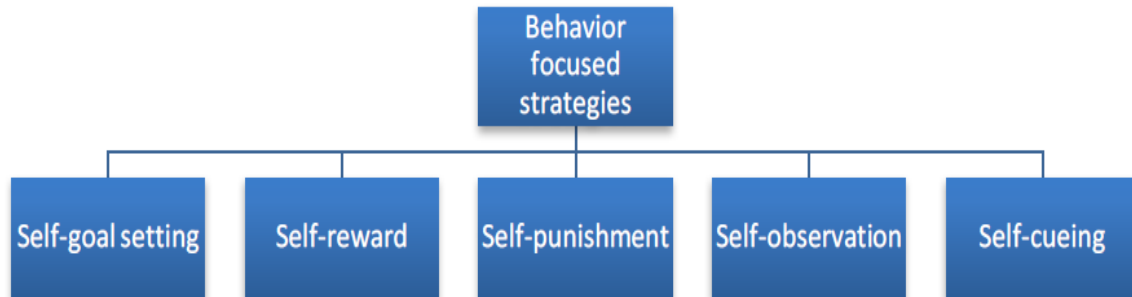 Behavior
focused
strategies
Self-goal setting
Self-reward
Self-punishment
Self-observation
Self-cueing